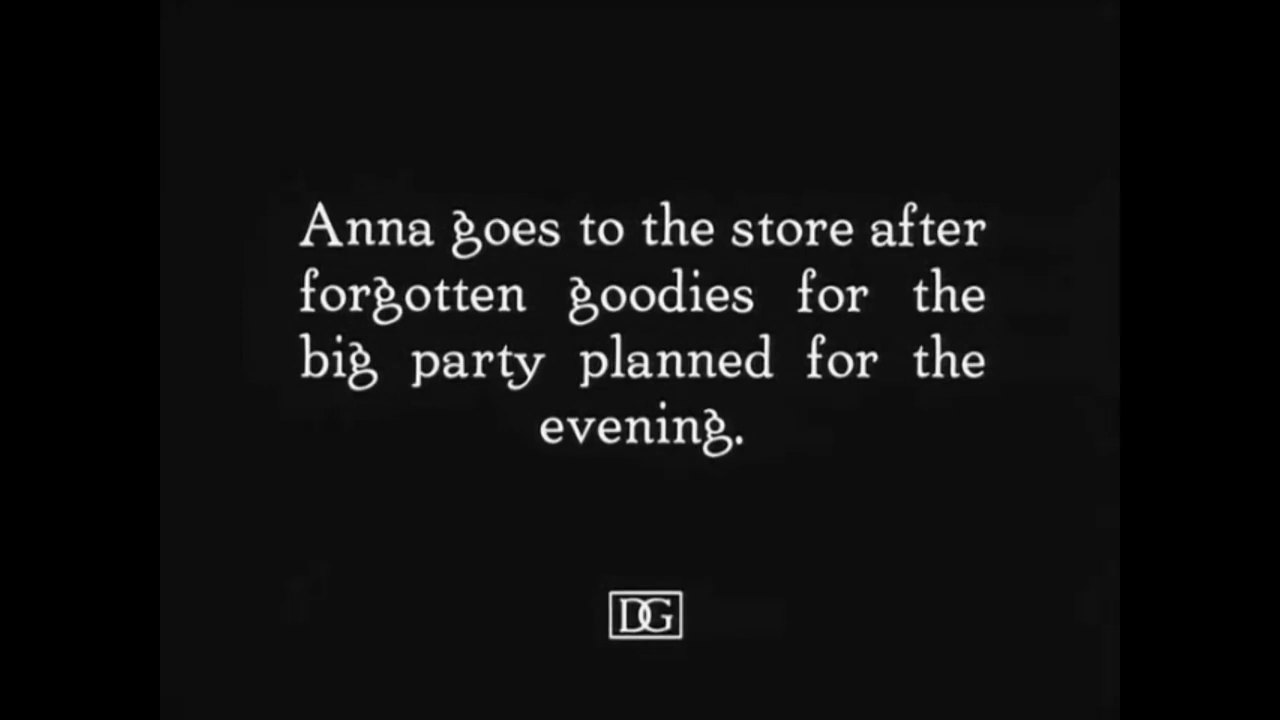 Anna goes to the store after
forgotten goodies for the
big party planned for the
evening.
DG